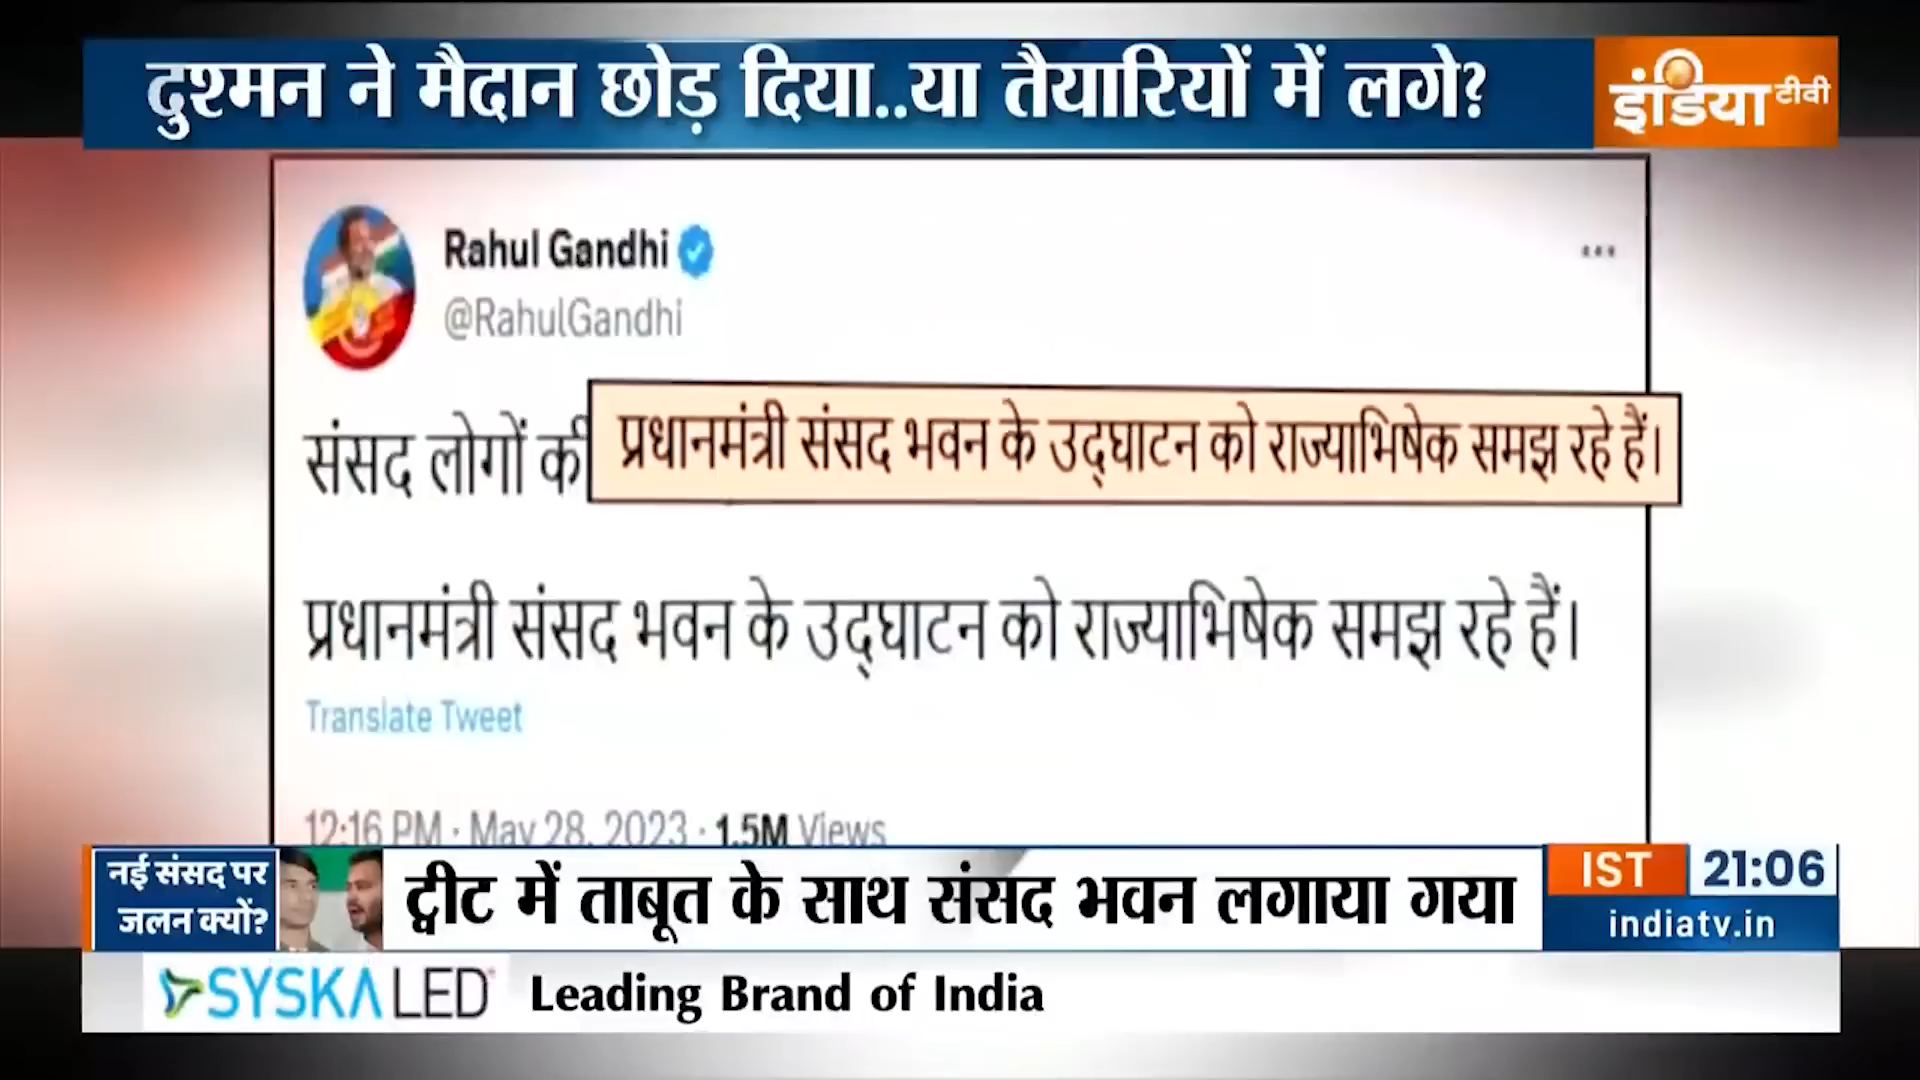 दुश्मन ने मैदान छोड़ दिया..या तैयारियों में लगे?
इंडिया टीवी
Rahul Gandhi
@RahulGandhi
संसद लोगों की
प्रधानमंत्री संसद भवन के उद्घाटन को राज्याभिषेक समझ रहे हैं।
प्रधानमंत्री संसद भवन के उद्घाटन को राज्याभिषेक समझ रहे हैं।
Translate Tweet
12:16 PM · May 28, 2023 · 1.5M Views
नई संसद पर
जलन क्यों?
ट्वीट में ताबूत के साथ संसद भवन लगाया गया
IST 21:06
indiatv.in
SYSKA LED
Leading Brand of India